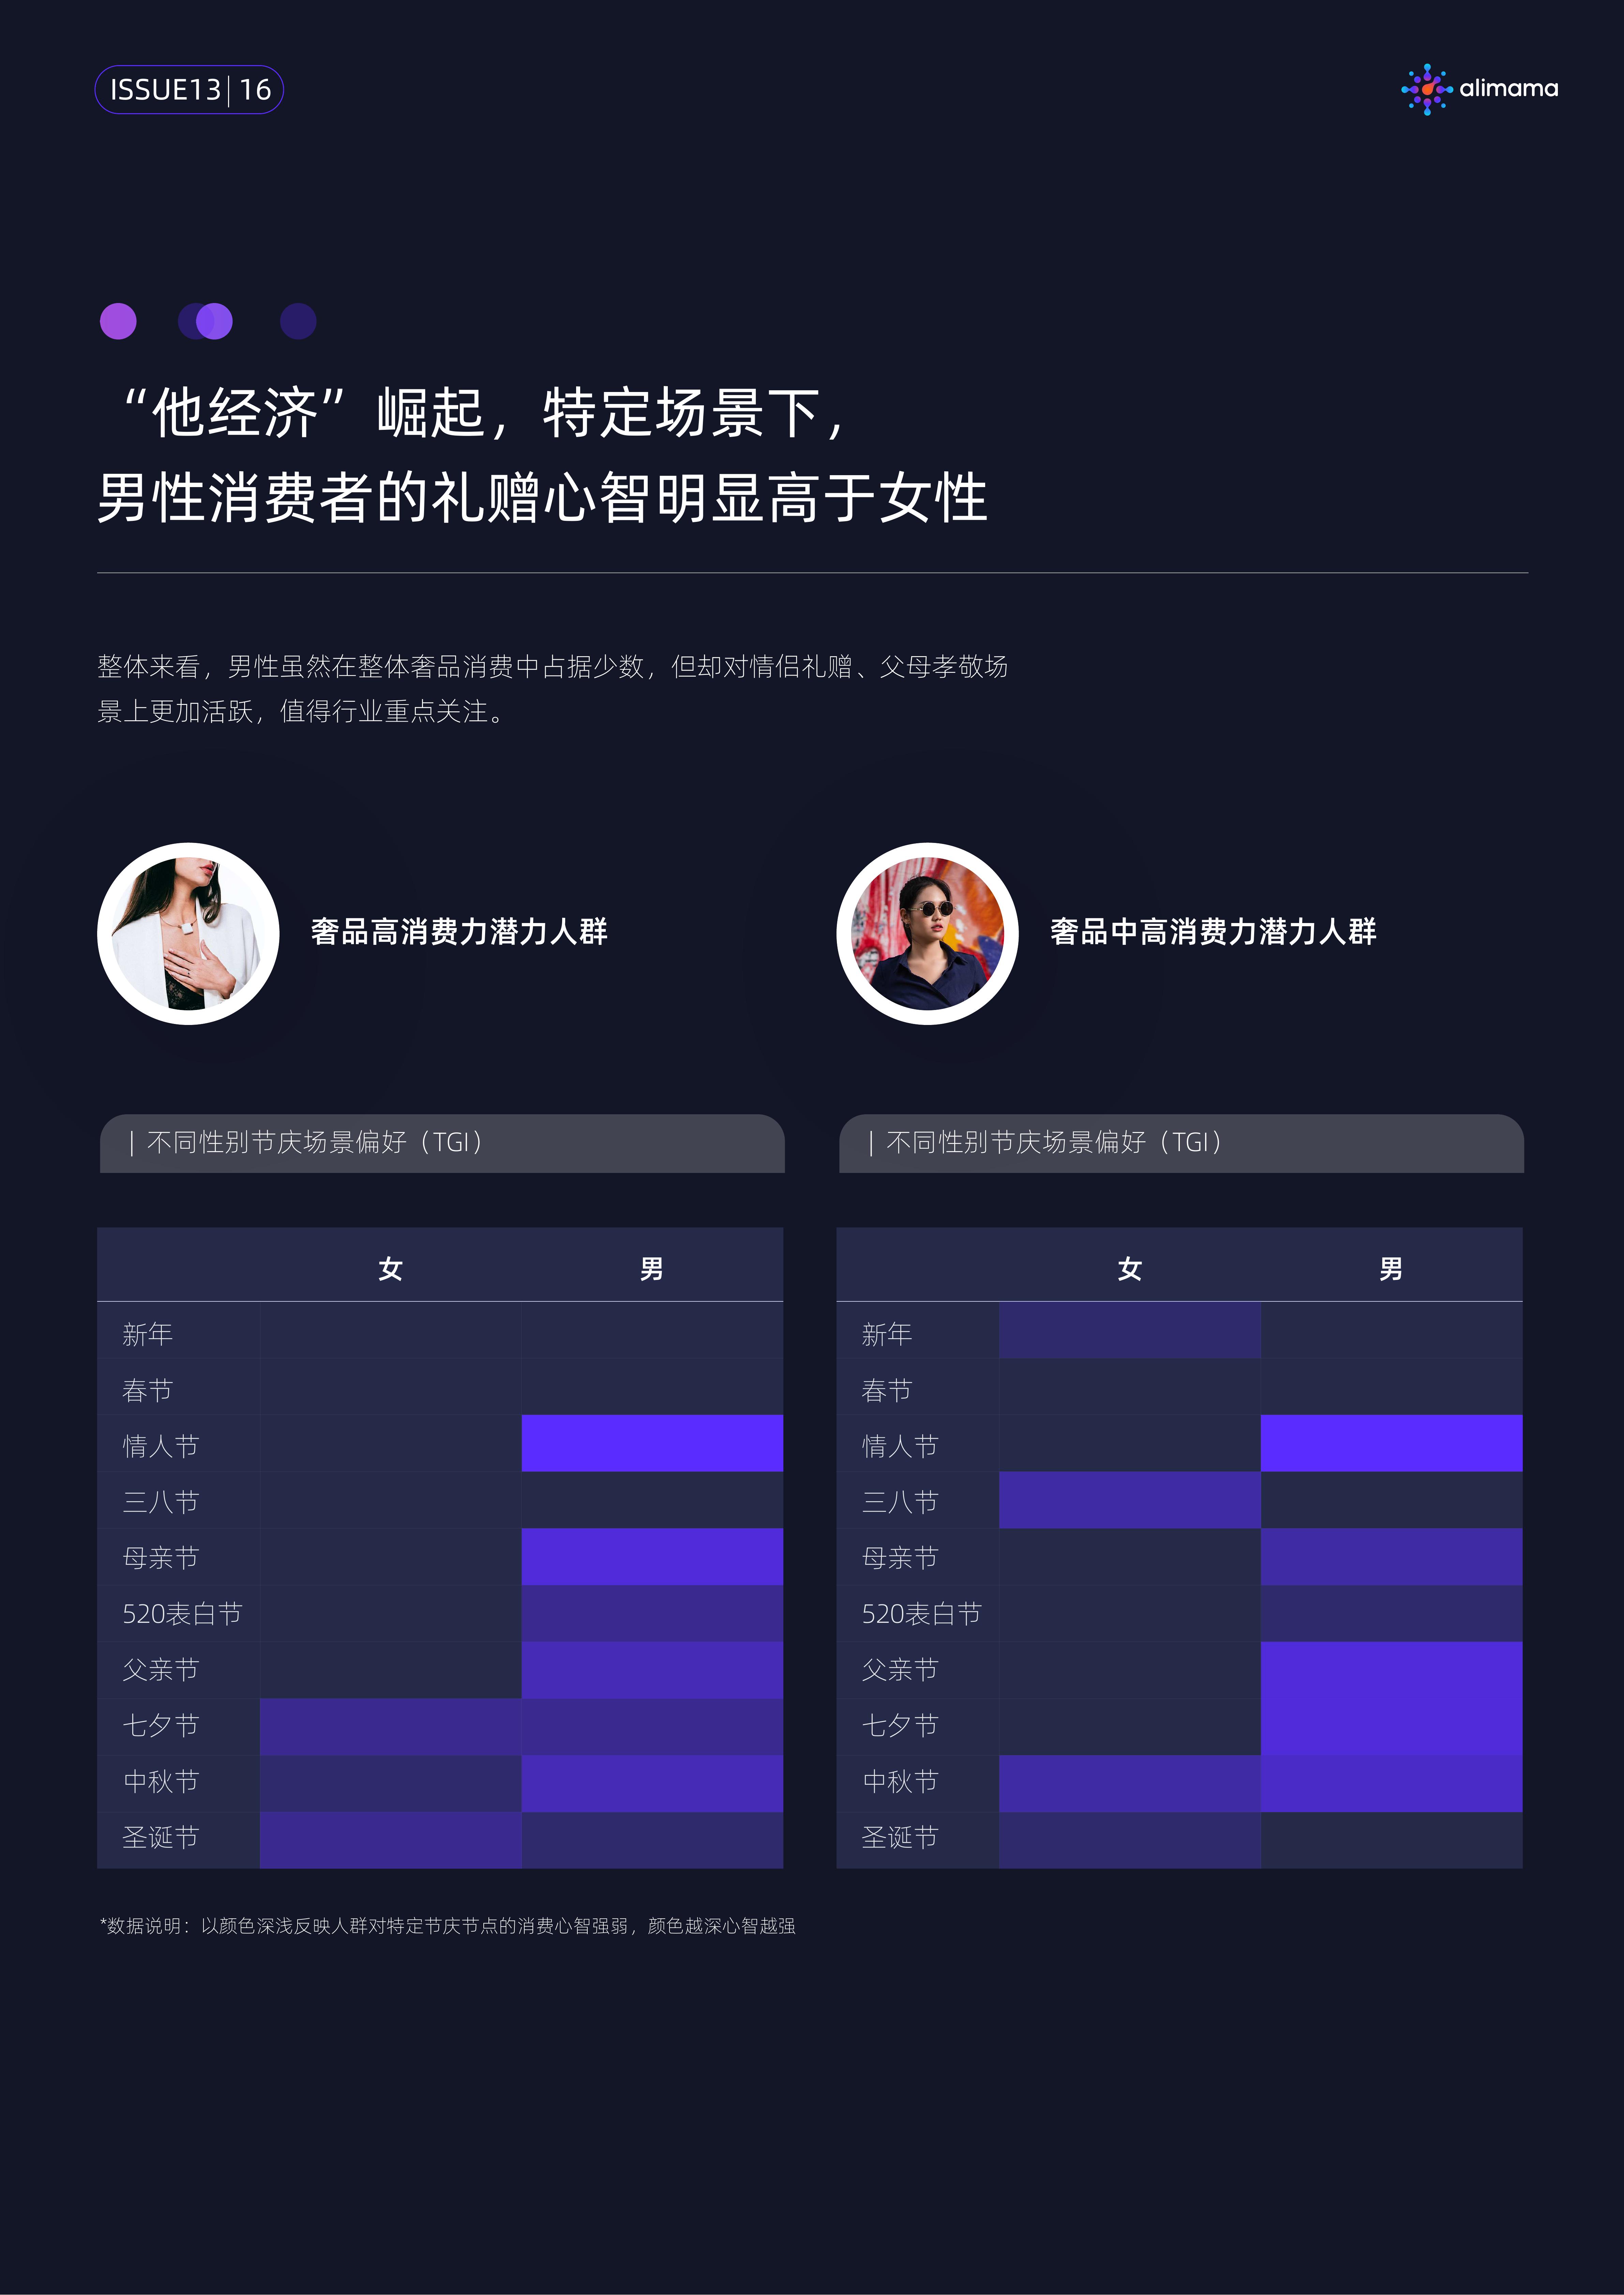 ISSUE13|16
alimama
“他经济”崛起，特定场景下，
男性消费者的礼赠心智明显高于女性
整体来看，男性虽然在整体奢品消费中占据少数，但却对情侣礼赠、父母孝敬场
景上更加活跃，值得行业重点关注。
奢品高消费力潜力人群
奢品中高消费力潜力人群
| 不同性别节庆场景偏好（TGI）
| 不同性别节庆场景偏好（TGI）
女 男
新年
春节
情人节
三八节
母亲节
520表白节
父亲节
七夕节
中秋节
圣诞节
女 男
新年
春节
情人节
三八节
母亲节
520表白节
父亲节
七夕节
中秋节
圣诞节
*数据说明：以颜色深浅反映人群对特定节庆节点的消费心智强弱，颜色越深心智越强